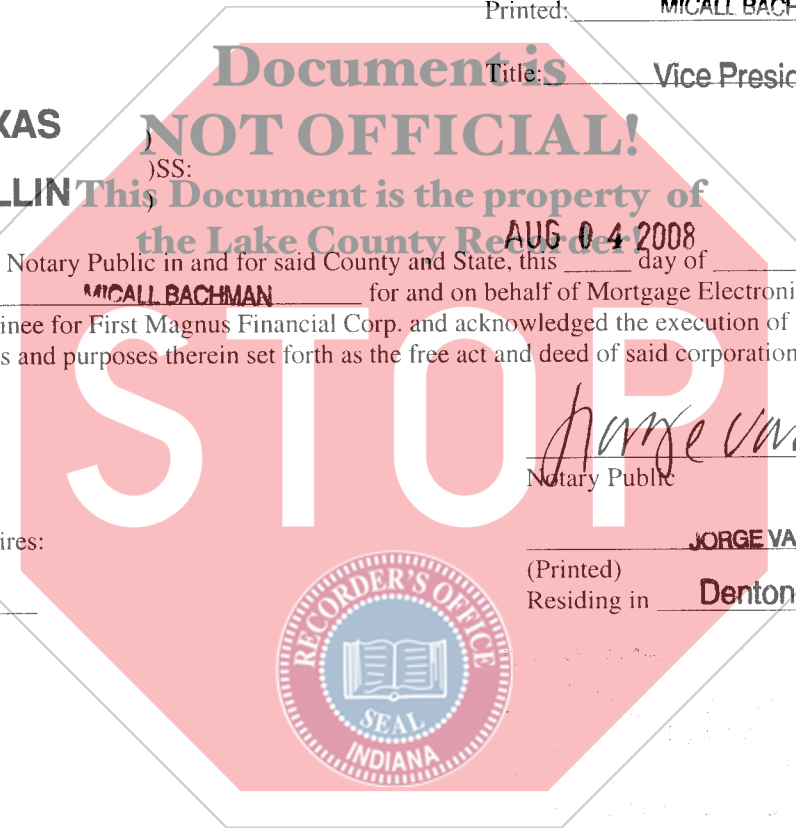 Printed: MICALL BACH
Document is
Title: Vice Presid
XAS )
NOT OFFICIAL!
)SS:
LLIN )
This Document is the property of
the Lake County Recorder!
AUG 0 4 2008
Notary Public in and for said County and State, this ______ day of
MICALL BACHMAN for and on behalf of Mortgage Electroni
inee for First Magnus Financial Corp. and acknowledged the execution of
s and purposes therein set forth as the free act and deed of said corporation
STOP
Notary Public
ires:
JORGE VA
(Printed)
Residing in Denton
RECORDER'S OFFICE
SEAL
INDIANA